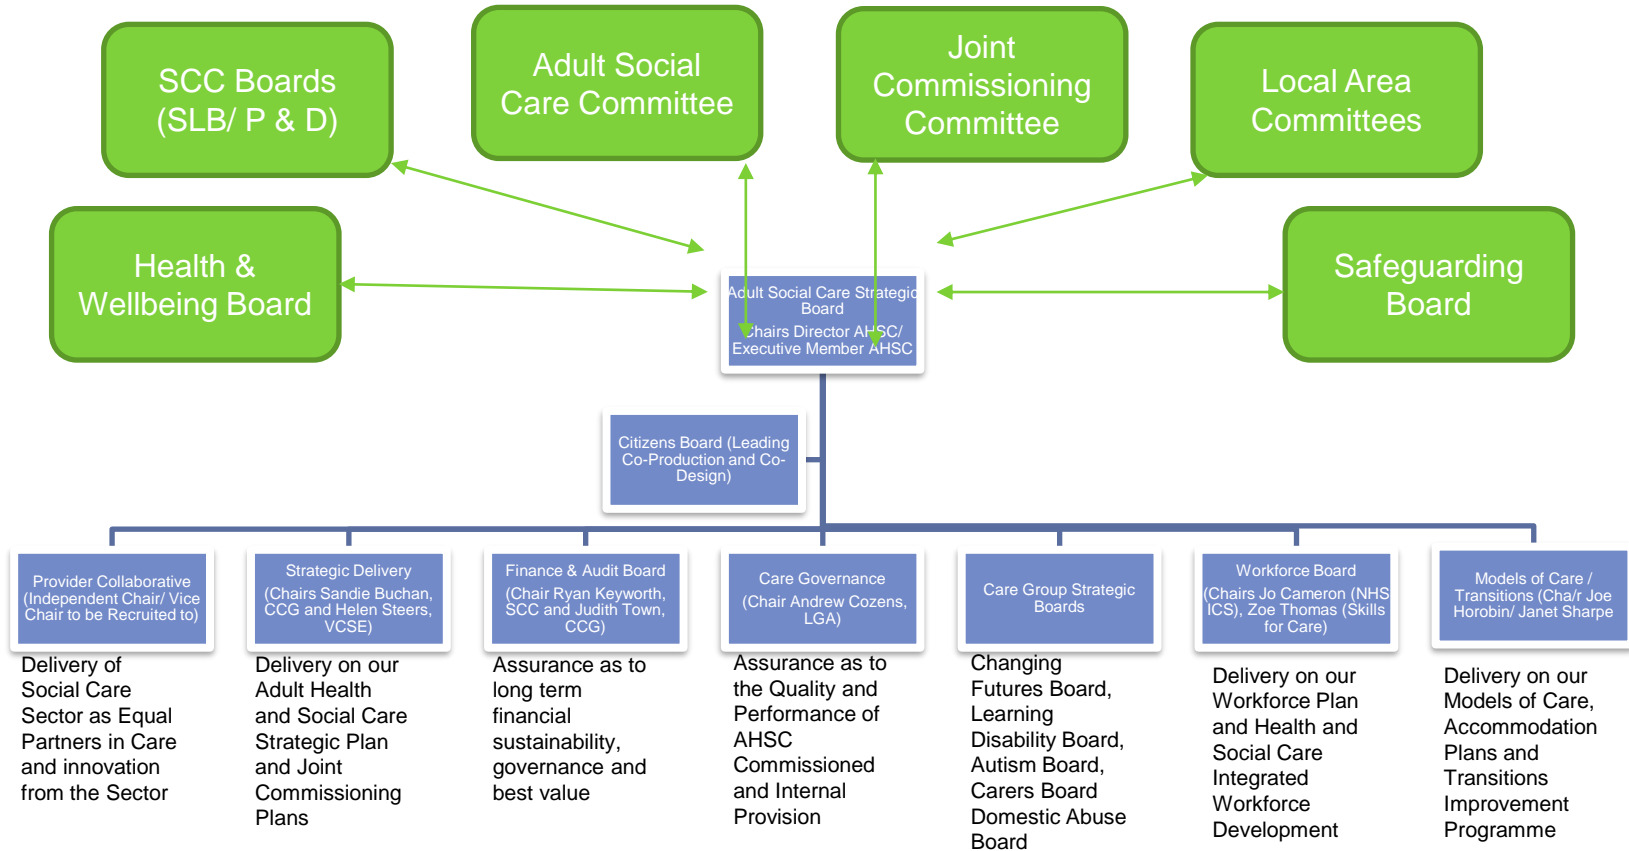 SCC Boards
(SLB/ P & D)
Adult Social
Care Committee
Joint
Commissioning
Committee
Local Area
Committees
Health &
Wellbeing Board
Safeguarding
Board
Adult Social Care Strategic
Board
Chairs Director AHSC/
Executive Member AHSC
Citizens Board (Leading
Co-Production and Co-
Design)
Provider Collaborative
(Independent Chair/ Vice
Chair to be Recruited to)
Strategic Delivery
(Chairs Sandie Buchan,
CCG and Helen Steers,
VCSE)
Finance & Audit Board
(Chair Ryan Keyworth,
SCC and Judith Town,
CCG)
Care Governance
(Chair Andrew Cozens,
LGA)
Care Group Strategic
Boards
Workforce Board
(Chairs Jo Cameron (NHS
ICS), Zoe Thomas (Skills
for Care)
Models of Care /
Transitions (Cha/r Joe
Horobin/ Janet Sharpe
Delivery of
Social Care
Sector as Equal
Partners in Care
and innovation
from the Sector
Delivery on our
Adult Health
and Social Care
Strategic Plan
and Joint
Commissioning
Plans
Assurance as to
long term
financial
sustainability,
governance and
best value
Assurance as to
the Quality and
Performance of
AHSC
Commissioned
and Internal
Provision
Changing
Futures Board,
Learning
Disability Board,
Autism Board,
Carers Board
Domestic Abuse
Board
Delivery on our
Workforce Plan
and Health and
Social Care
Integrated
Workforce
Development
Delivery on our
Models of Care,
Accommodation
Plans and
Transitions
Improvement
Programme